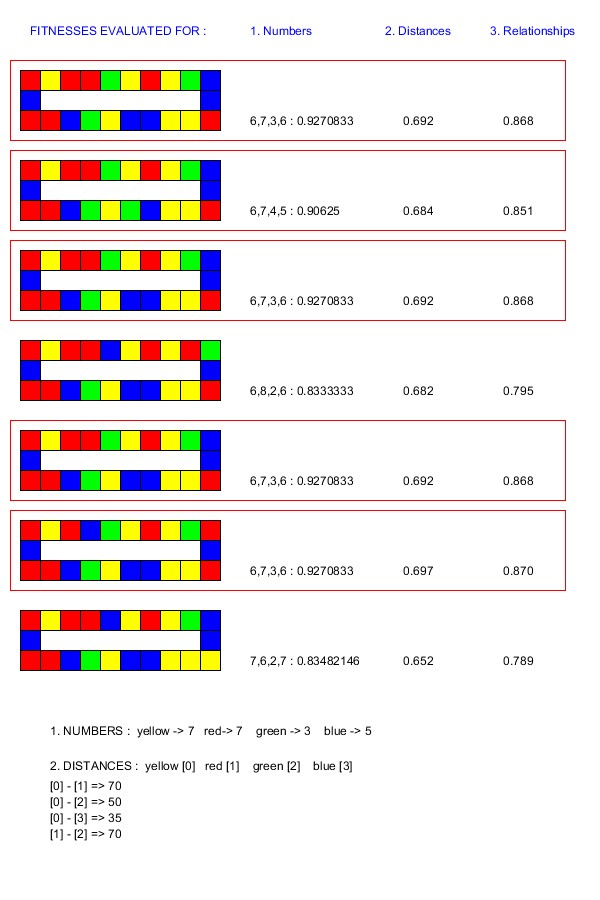 FITNESSES EVALUATED FOR : 1. Numbers 2. Distances 3. Relationships
6,7,3,6 : 0.9270833 0.692 0.868
6,7,4,5 : 0.90625 0.684 0.851
6,7,3,6 : 0.9270833 0.692 0.868
6,8,2,6 : 0.8333333 0.682 0.795
6,7,3,6 : 0.9270833 0.692 0.868
6,7,3,6 : 0.9270833 0.697 0.870
7,6,2,7 : 0.83482146 0.652 0.789
1. NUMBERS : yellow -> 7 red-> 7 green -> 3 blue -> 5
2. DISTANCES : yellow [0] red [1] green [2] blue [3]
[0] - [1] => 70
[0] - [2] => 50
[0] - [3] => 35
[1] - [2] => 70